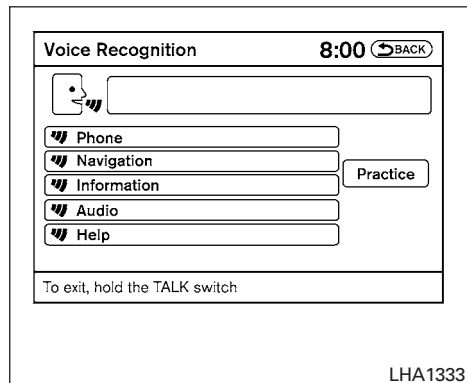 Voice Recognition 8:00 BACK
Phone
Navigation
Practice
Information
Audio
Help
To exit, hold the TALK switch
LHA1333